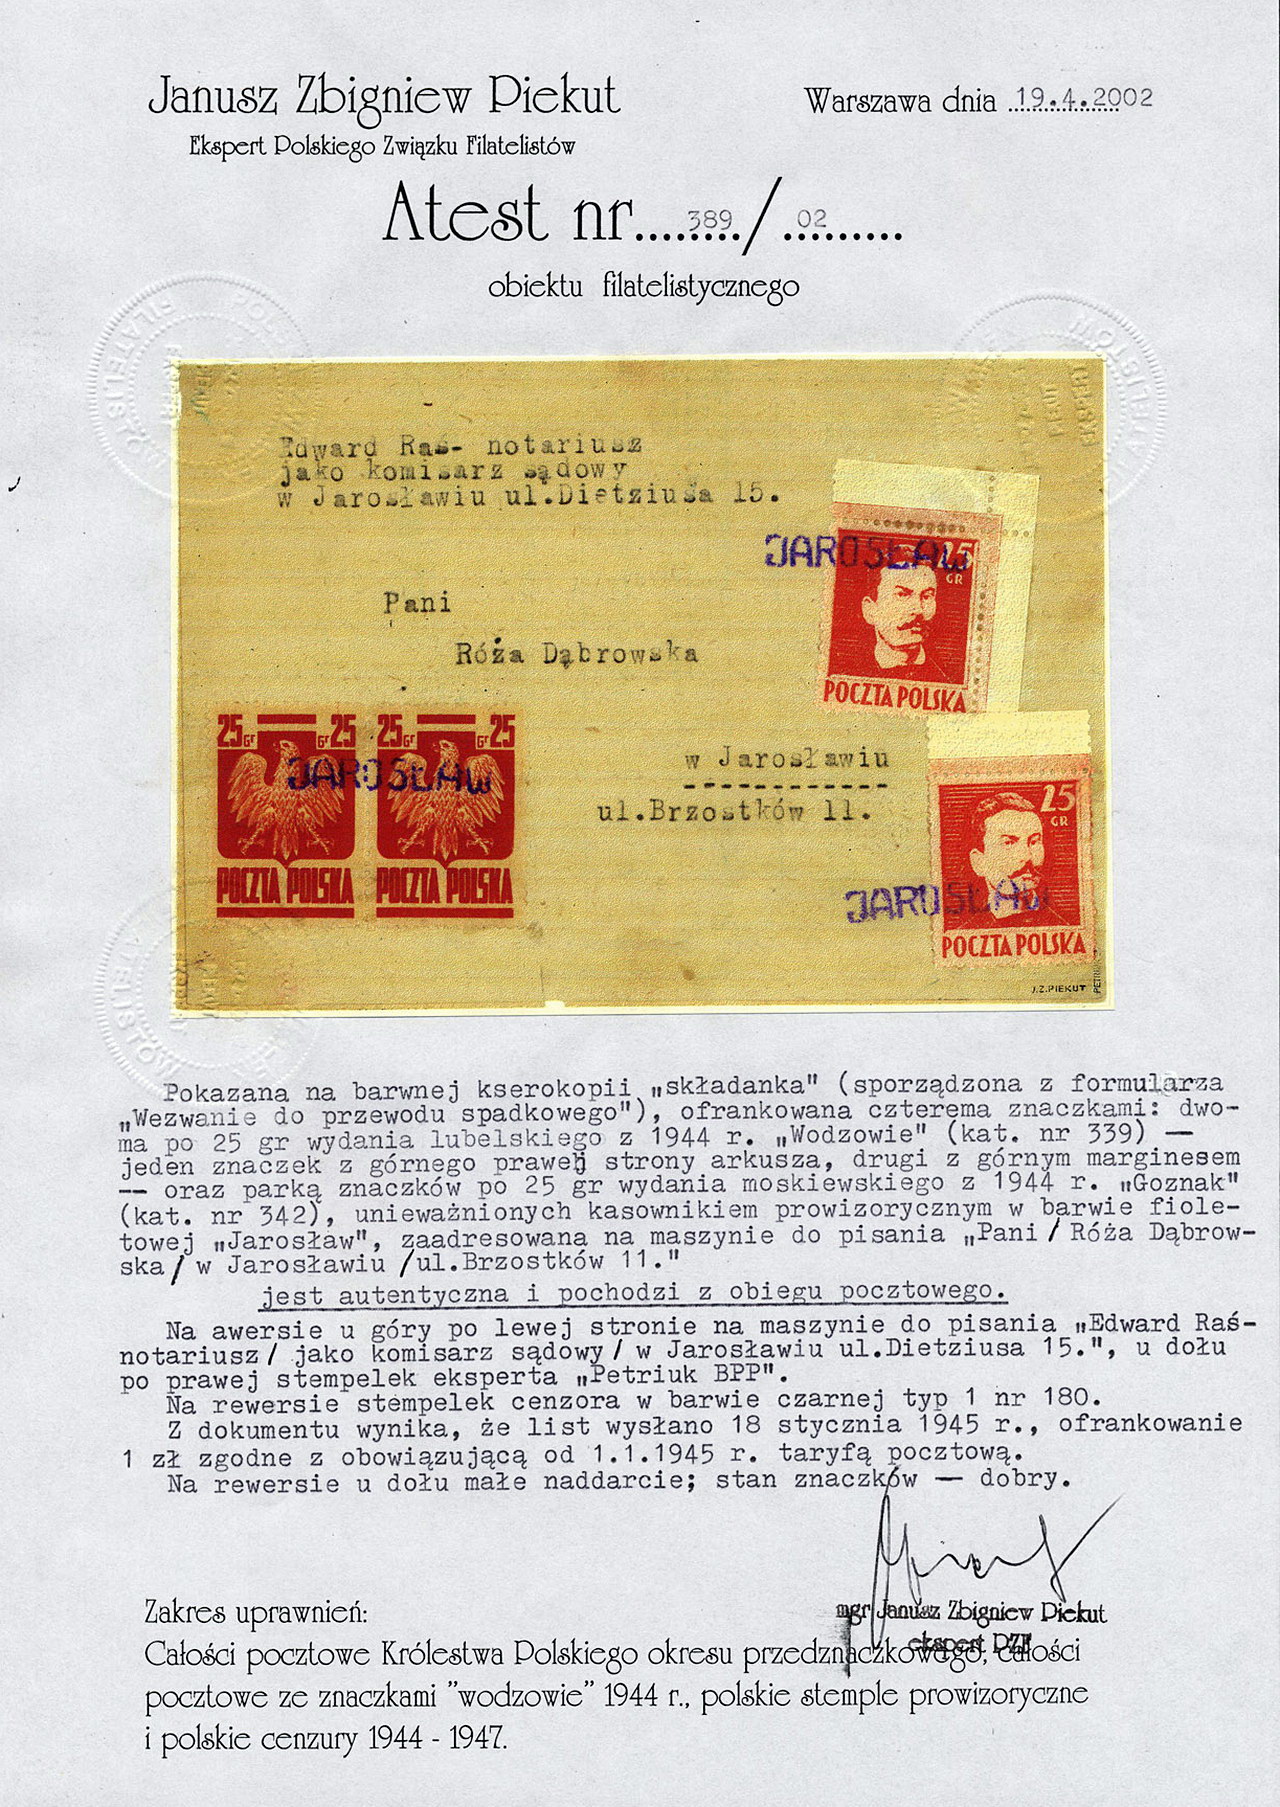 Janusz Zbigniew Piekut
Warszawa dnia 19.4.2002
Ekspert Polskiego Związku Filatelistów
Atest nr 389 / 02
obiektu filatelistycznego
Edward Raś- notariusz
jako komisarz sądowy
w Jarosławiu ul.Dietziusa 15.
JAROSŁAW
25
GR
POCZTA POLSKA
Pani
Róża Dąbrowska
25 Gr Gr 25
25 Gr Gr 25
JAROSŁAW
POCZTA POLSKA
POCZTA POLSKA
w Jarosławiu
ul.Brzostków 11.
25
GR
JAROSŁAW
POCZTA POLSKA
J.Z.PIEKUT
Pokazana na barwnej kserokopii „składanka" (sporządzona z formularza
„Wezwanie do przewodu spadkowego"), ofrankowana czterema znaczkami: dwo-
ma po 25 gr wydania lubelskiego z 1944 r. „Wodzowie" (kat. nr 339) —
jeden znaczek z górnego prawej strony arkusza, drugi z górnym marginesem
— oraz parką znaczków po 25 gr wydania moskiewskiego z 1944 r. „Goznak"
(kat. nr 342), unieważnionych kasownikiem prowizorycznym w barwie fiole-
towej „Jarosław", zaadresowana na maszynie do pisania „Pani / Róża Dąbrow-
ska / w Jarosławiu /ul.Brzostków 11."
jest autentyczna i pochodzi z obiegu pocztowego.
Na awersie u góry po lewej stronie na maszynie do pisania „Edward Raś-
notariusz / jako komisarz sądowy / w Jarosławiu ul.Dietziusa 15.", u dołu
po prawej stempelek eksperta „Petriuk BPP".
Na rewersie stempelek cenzora w barwie czarnej typ 1 nr 180.
Z dokumentu wynika, że list wysłano 18 stycznia 1945 r., ofrankowanie
1 zł zgodne z obowiązującą od 1.1.1945 r. taryfą pocztową.
Na rewersie u dołu małe naddarcie; stan znaczków — dobry.
mgr Janusz Zbigniew Piekut
ekspert PZF
Zakres uprawnień:
Całości pocztowe Królestwa Polskiego okresu przedznaczkowego, całości
pocztowe ze znaczkami "wodzowie" 1944 r., polskie stemple prowizoryczne
i polskie cenzury 1944 - 1947.